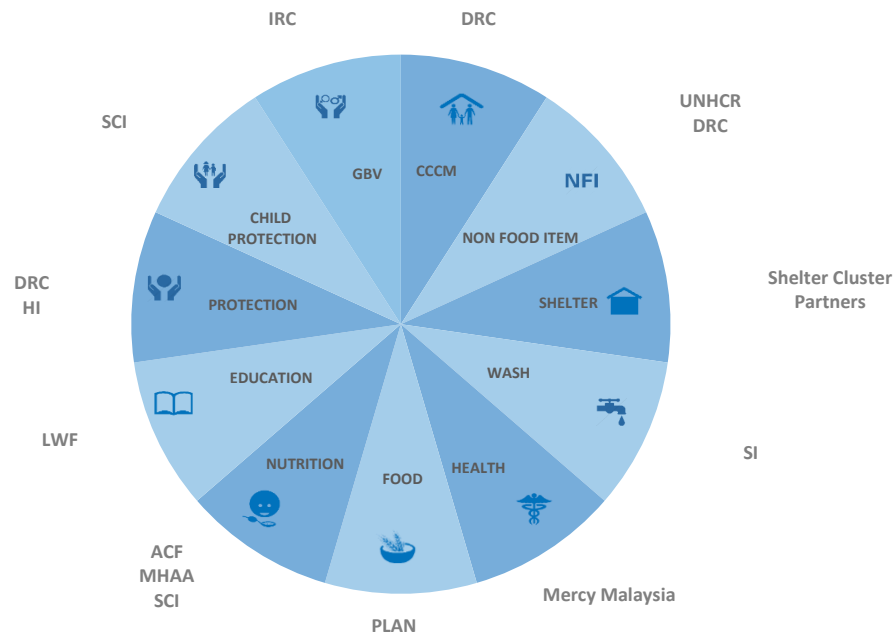 IRC
DRC
SCI
UNHCR
DRC
GBV
CCCM
NFI
CHILD
PROTECTION
NON FOOD ITEM
DRC
HI
PROTECTION
SHELTER
Shelter Cluster
Partners
EDUCATION
WASH
LWF
SI
NUTRITION
FOOD
HEALTH
ACF
MHAA
SCI
PLAN
Mercy Malaysia